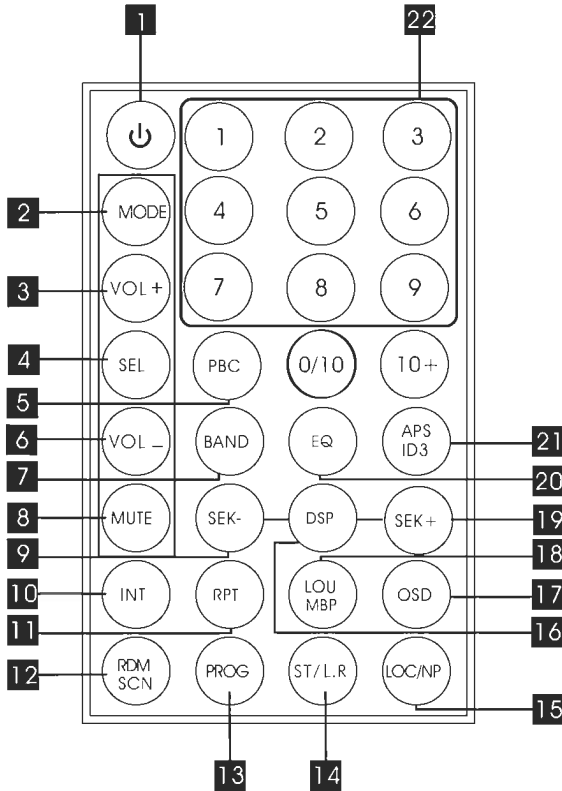 1 22
1 2 3
2 MODE 4 5 6
3 VOL + 7 8 9
4 SEL PBC 0/10 10+
5
6 VOL - BAND EQ APS ID3 21
7 20
8 MUTE SEK- DSP SEK+ 19
9 18
10 INT RPT LOU MBP OSD 17
11 16
12 RDM SCN PROG ST/L.R LOC/NP
15
13 14